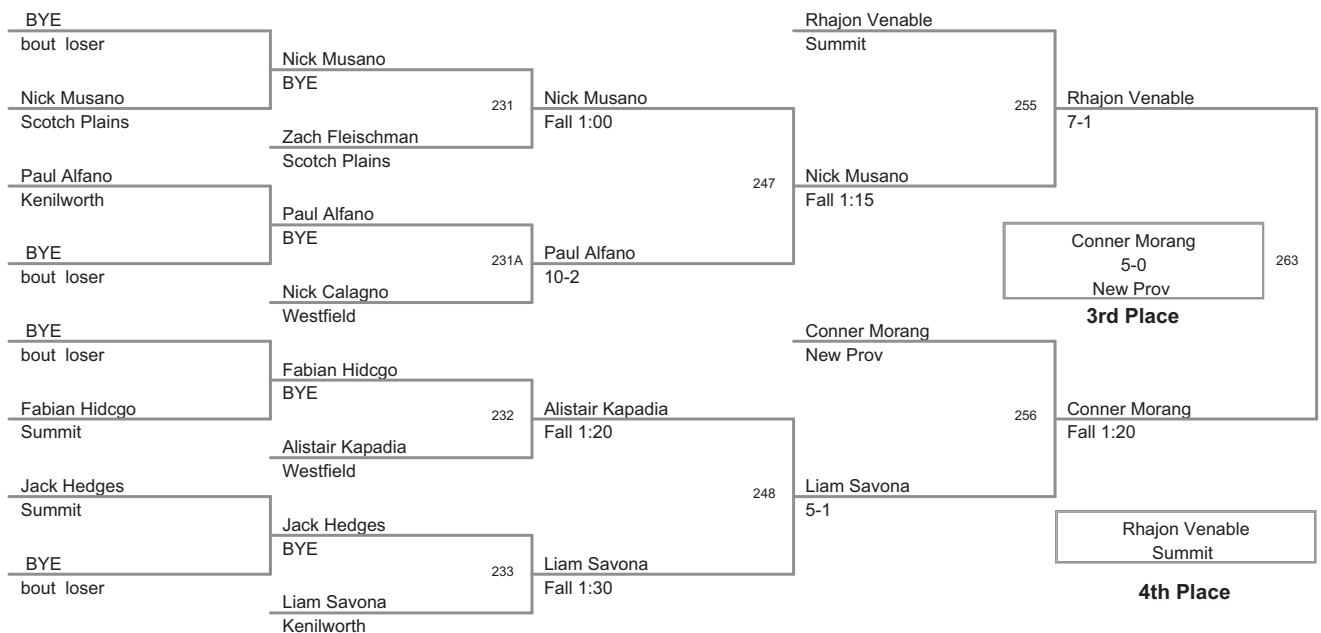 BYE
bout loser
Nick Musano
Scotch Plains
Paul Alfano
Kenilworth
BYE
bout loser
BYE
bout loser
Fabian Hidcgo
Summit
Jack Hedges
Summit
BYE
bout loser
Nick Musano
BYE
231
Zach Fleischman
Scotch Plains
Paul Alfano
BYE
231A
Nick Calagno
Westfield
Fabian Hidcgo
BYE
232
Alistair Kapadia
Westfield
Jack Hedges
BYE
233
Liam Savona
Kenilworth
Nick Musano
Fall 1:00
247
Paul Alfano
10-2
Alistair Kapadia
Fall 1:20
248
Liam Savona
Fall 1:30
Rhajon Venable
Summit
255
Nick Musano
Fall 1:15
Conner Morang
New Prov
256
Liam Savona
5-1
Rhajon Venable
7-1
Conner Morang
5-0
New Prov
263
3rd Place
Conner Morang
Fall 1:20
Rhajon Venable
Summit
4th Place